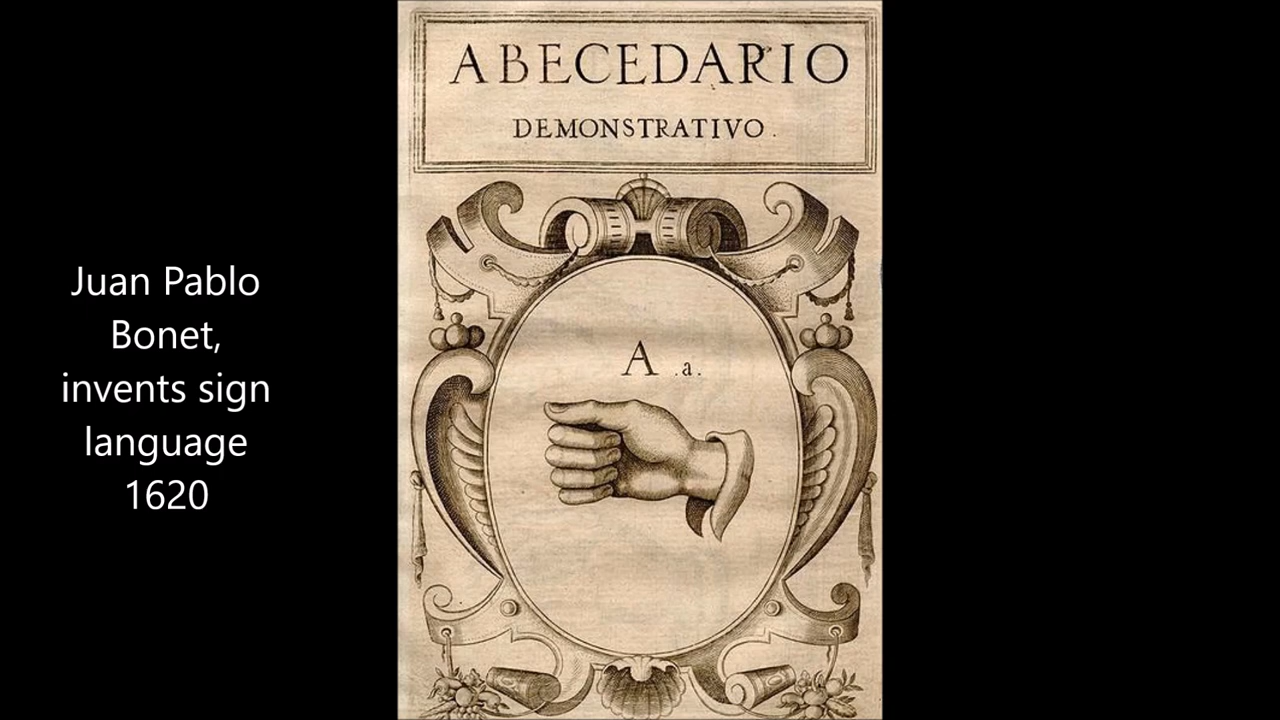 Juan Pablo
Bonet,
invents sign
language
1620
ABECEDARIO
DEMONSTRATIVO.
A .a.